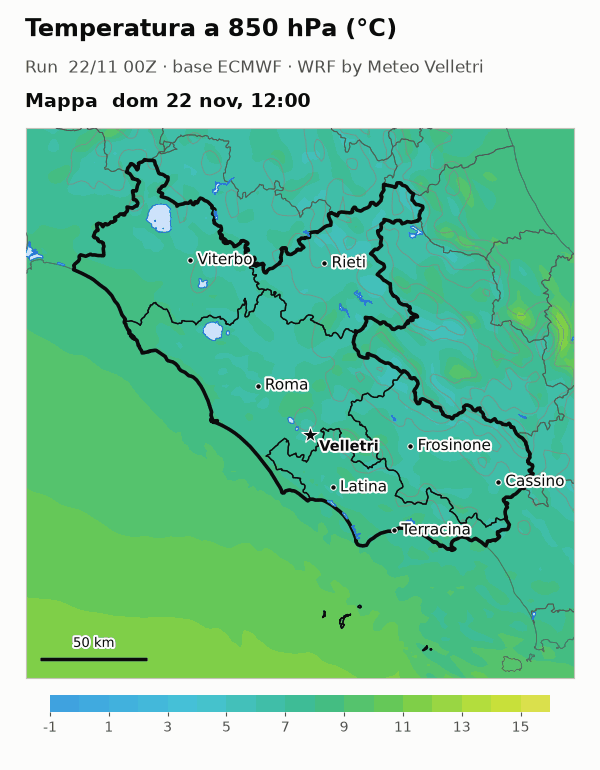 Temperatura a 850 hPa (°C)
Run 22/11 00Z · base ECMWF · WRF by Meteo Velletri
Mappa dom 22 nov, 12:00
Viterbo
Rieti
Roma
Velletri
Frosinone
Cassino
Latina
Terracina
50 km
-1 1 3 5 7 9 11 13 15